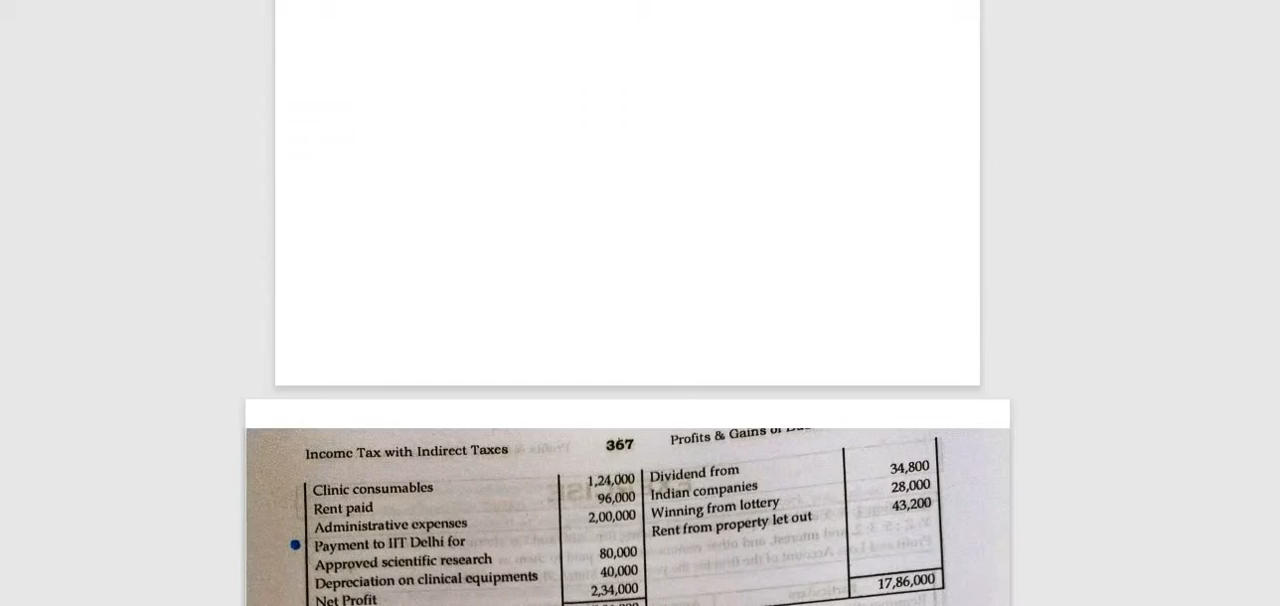 Income Tax with Indirect Taxes 367 Profits & Gains
Clinic consumables 1,24,000 Dividend from
Rent paid 96,000 Indian companies 34,800
Administrative expenses 2,00,000 Winning from lottery 28,000
Payment to IIT Delhi for Rent from property let out 43,200
Approved scientific research 80,000
Depreciation on clinical equipments 40,000
Net Profit 2,34,000
17,86,000